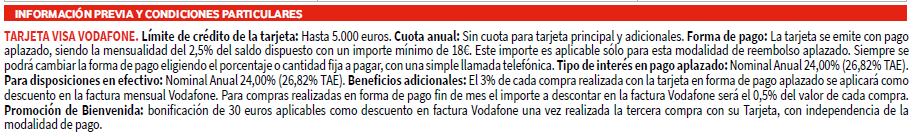 INFORMACIÓN PREVIA Y CONDICIONES PARTICULARES
TARJETA VISA VODAFONE. Límite de crédito de la tarjeta: Hasta 5.000 euros. Cuota anual: Sin cuota para tarjeta principal y adicionales. Forma de pago: La tarjeta se emite con pago
aplazado, siendo la mensualidad del 2,5% del saldo dispuesto con un importe mínimo de 18€. Este importe es aplicable sólo para esta modalidad de reembolso aplazado. Siempre se
podrá cambiar la forma de pago eligiendo el porcentaje o cantidad fija a pagar, con una simple llamada telefónica. Tipo de interés en pago aplazado: Nominal Anual 24,00% (26,82% TAE).
Para disposiciones en efectivo: Nominal Anual 24,00% (26,82% TAE). Beneficios adicionales: El 3% de cada compra realizada con la tarjeta en forma de pago aplazado se aplicará como
descuento en la factura mensual Vodafone. Para compras realizadas en forma de pago fin de mes el importe a descontar en la factura Vodafone será el 0,5% del valor de cada compra.
Promoción de Bienvenida: bonificación de 30 euros aplicables como descuento en factura Vodafone una vez realizada la tercera compra con su Tarjeta, con independencia de la
modalidad de pago.